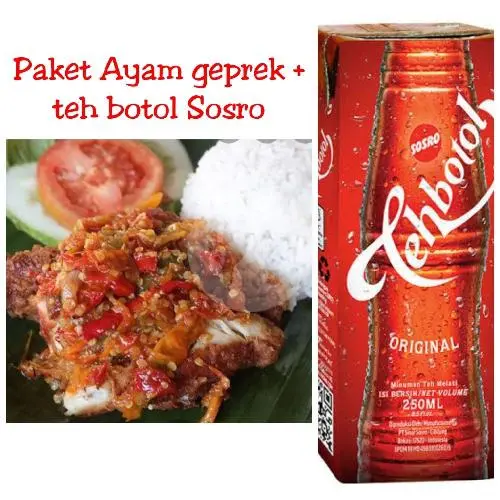 Paket Ayam geprek +
teh botol Sosro
SOSRO
Tehbotol
ORIGINAL
Minuman Teh Melati
ISI BERSIH/NET VOLUME
250ML